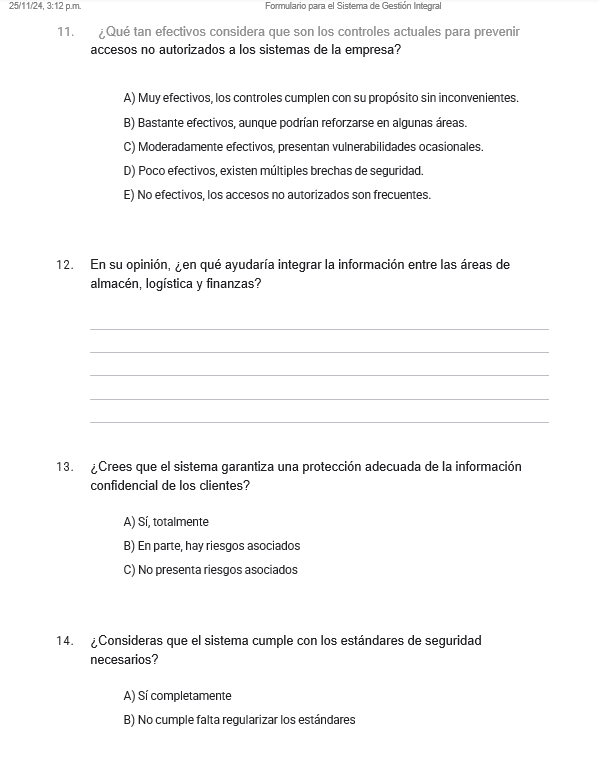 25/11/24, 3:12 p.m. Formulario para el Sistema de Gestión Integral
11. ¿Qué tan efectivos considera que son los controles actuales para prevenir
accesos no autorizados a los sistemas de la empresa?
A) Muy efectivos, los controles cumplen con su propósito sin inconvenientes.
B) Bastante efectivos, aunque podrían reforzarse en algunas áreas.
C) Moderadamente efectivos, presentan vulnerabilidades ocasionales.
D) Poco efectivos, existen múltiples brechas de seguridad.
E) No efectivos, los accesos no autorizados son frecuentes.
12. En su opinión, ¿en qué ayudaría integrar la información entre las áreas de
almacén, logística y finanzas?
13. ¿Crees que el sistema garantiza una protección adecuada de la información
confidencial de los clientes?
A) Sí, totalmente
B) En parte, hay riesgos asociados
C) No presenta riesgos asociados
14. ¿Consideras que el sistema cumple con los estándares de seguridad
necesarios?
A) Sí completamente
B) No cumple falta regularizar los estándares